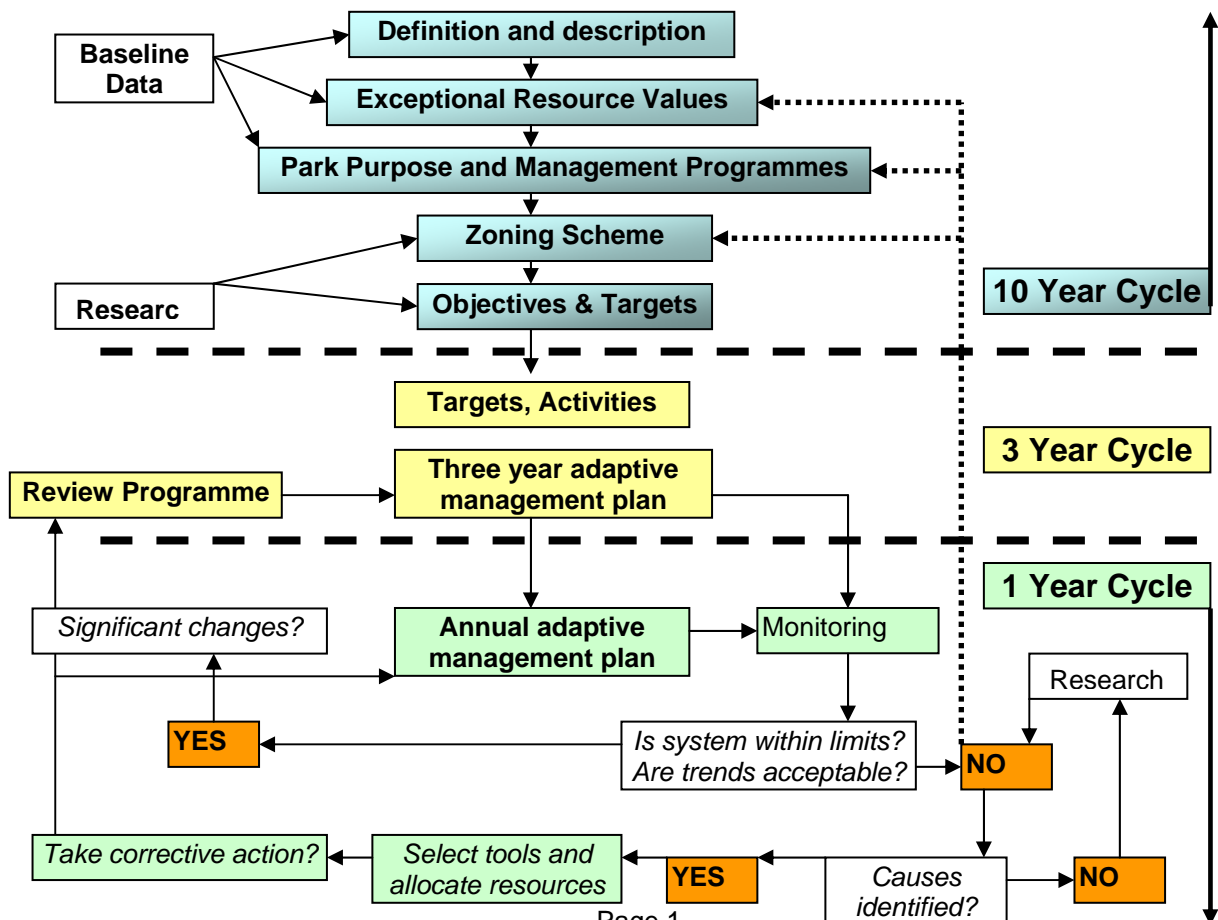 Definition and description
Baseline
Data
Exceptional Resource Values
Park Purpose and Management Programmes
Zoning Scheme
10 Year Cycle
Researc
Objectives & Targets
Targets, Activities
3 Year Cycle
Review Programme
Three year adaptive
management plan
1 Year Cycle
Significant changes?
Annual adaptive
management plan
Monitoring
Research
YES
Is system within limits?
Are trends acceptable?
NO
Take corrective action?
Select tools and
allocate resources
YES
Causes
identified?
NO
Page 1